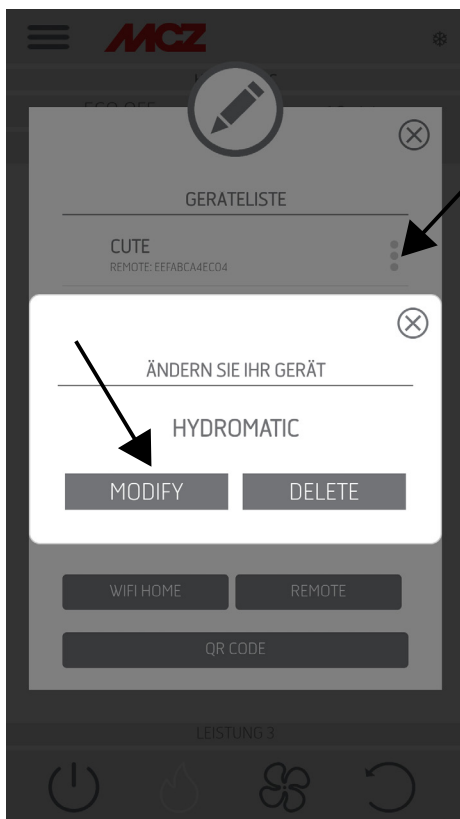 MCZ
GERATELISTE
CUTE
REMOTE: EEFABCA4EC04
ÄNDERN SIE IHR GERÄT
HYDROMATIC
MODIFY DELETE
WIFI HOME REMOTE
QR CODE
LEISTUNG 3